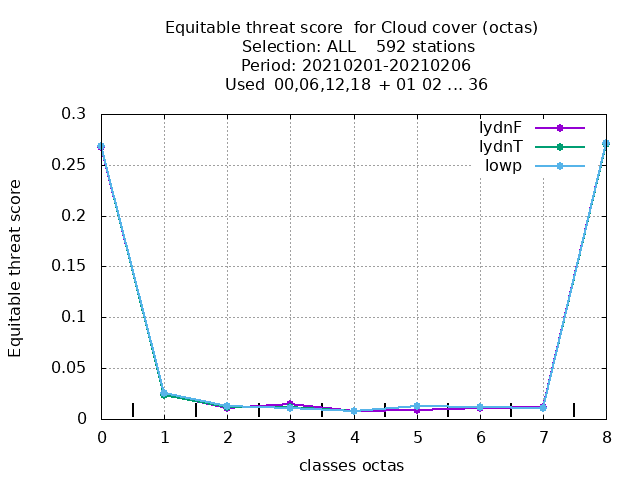 Equitable threat score  for Cloud cover (octas)
Selection: ALL    592 stations
Period: 20210201-20210206
Used  00,06,12,18  + 01 02 ... 36
lydnF
lydnT
lowp
Equitable threat score
0.3
0.25
0.2
0.15
0.1
0.05
0
0 1 2 3 4 5 6 7 8
classes octas